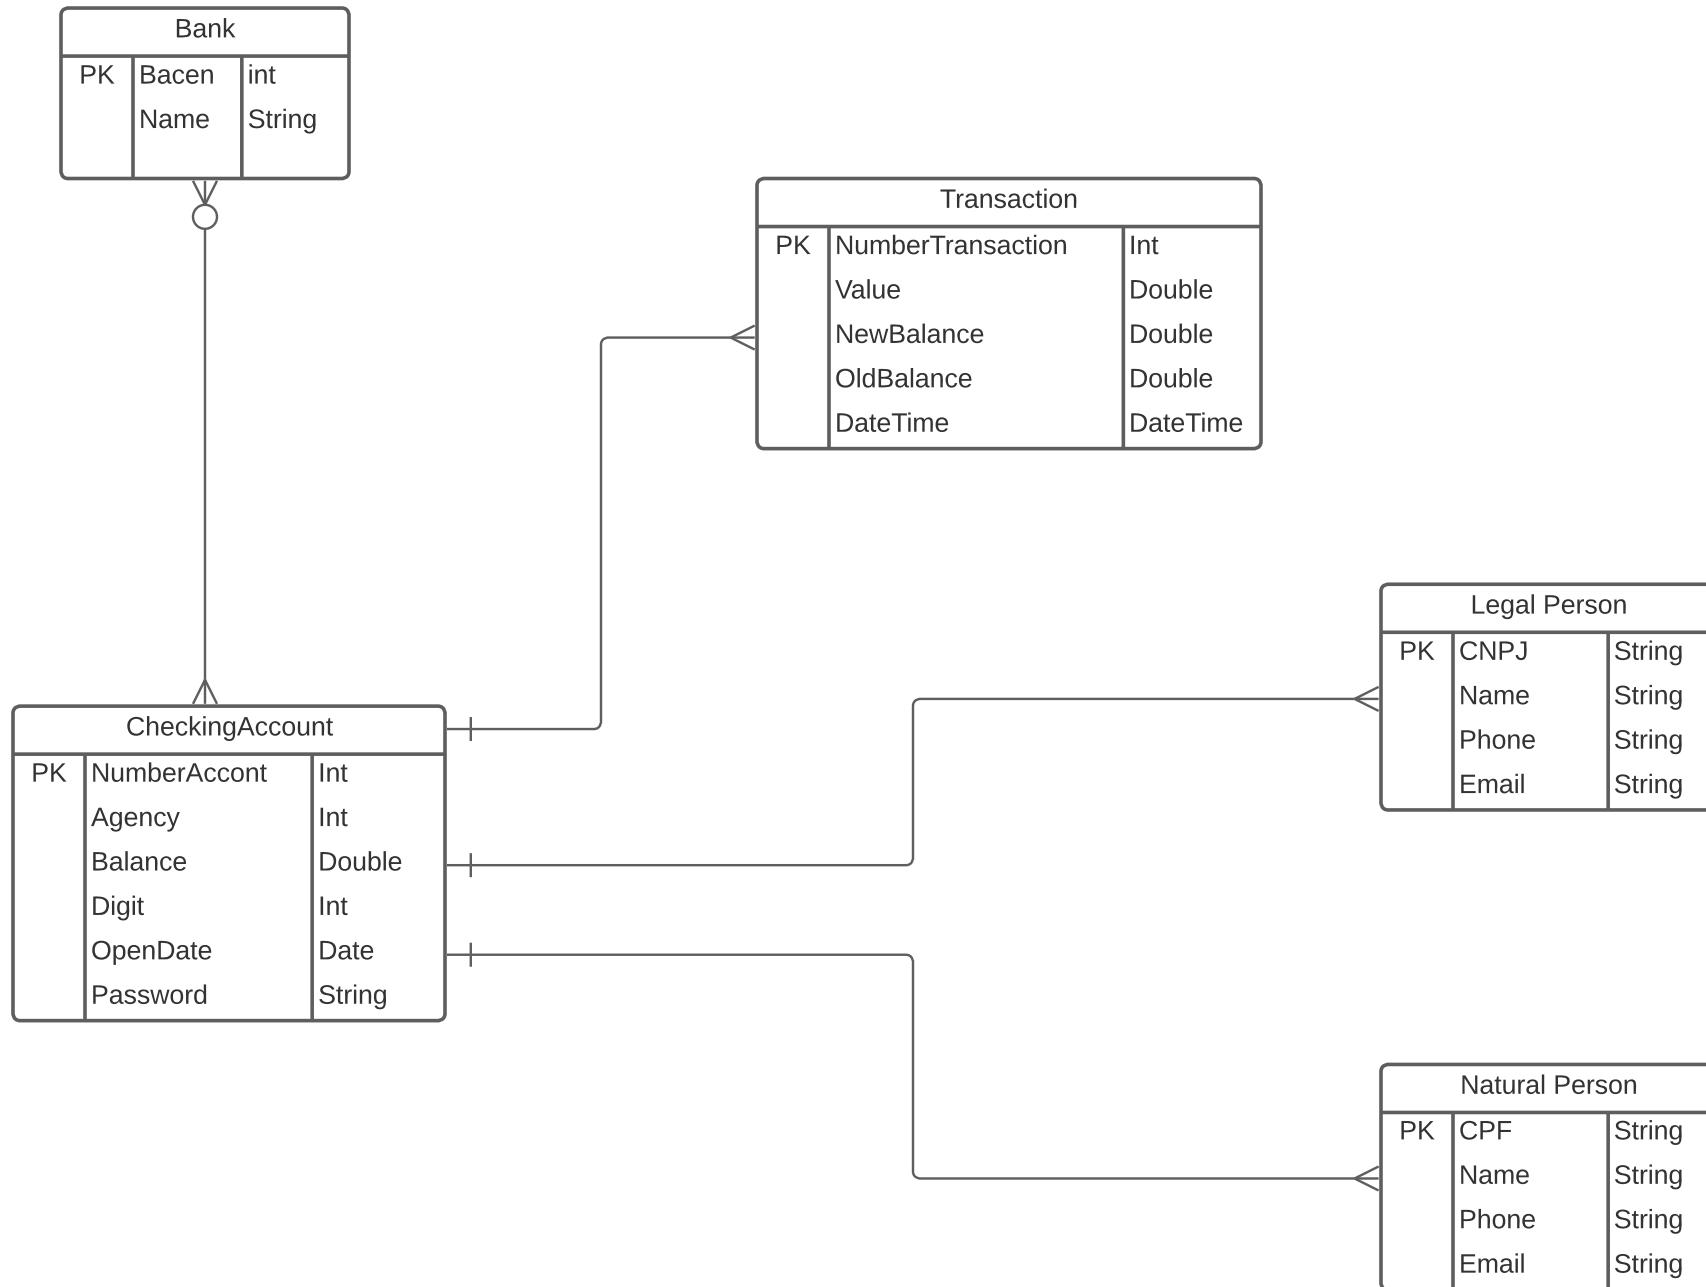 Bank
PK Bacen int
Name String
Transaction
PK NumberTransaction Int
Value Double
NewBalance Double
OldBalance Double
DateTime DateTime
Legal Person
PK CNPJ String
Name String
Phone String
Email String
CheckingAccount
PK NumberAccont Int
Agency Int
Balance Double
Digit Int
OpenDate Date
Password String
Natural Person
PK CPF String
Name String
Phone String
Email String